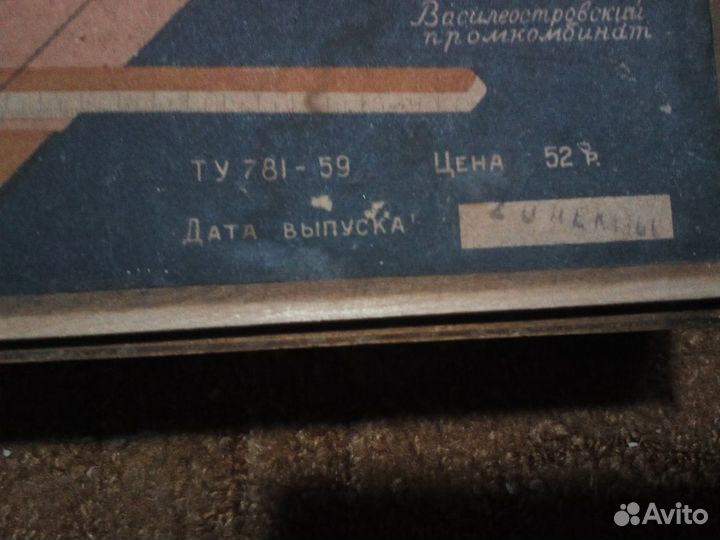 Василеостровский
промкомбинат
ТУ 781-59 Цена 52 р.
Дата выпуска
Avito